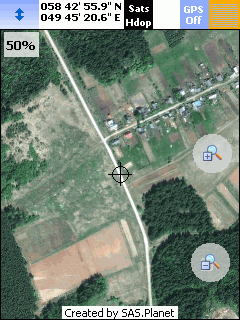 058 42' 55.9" N
049 45' 20.6" E
Sats
Hdop
GPS
Off
50%
Created by SAS.Planet